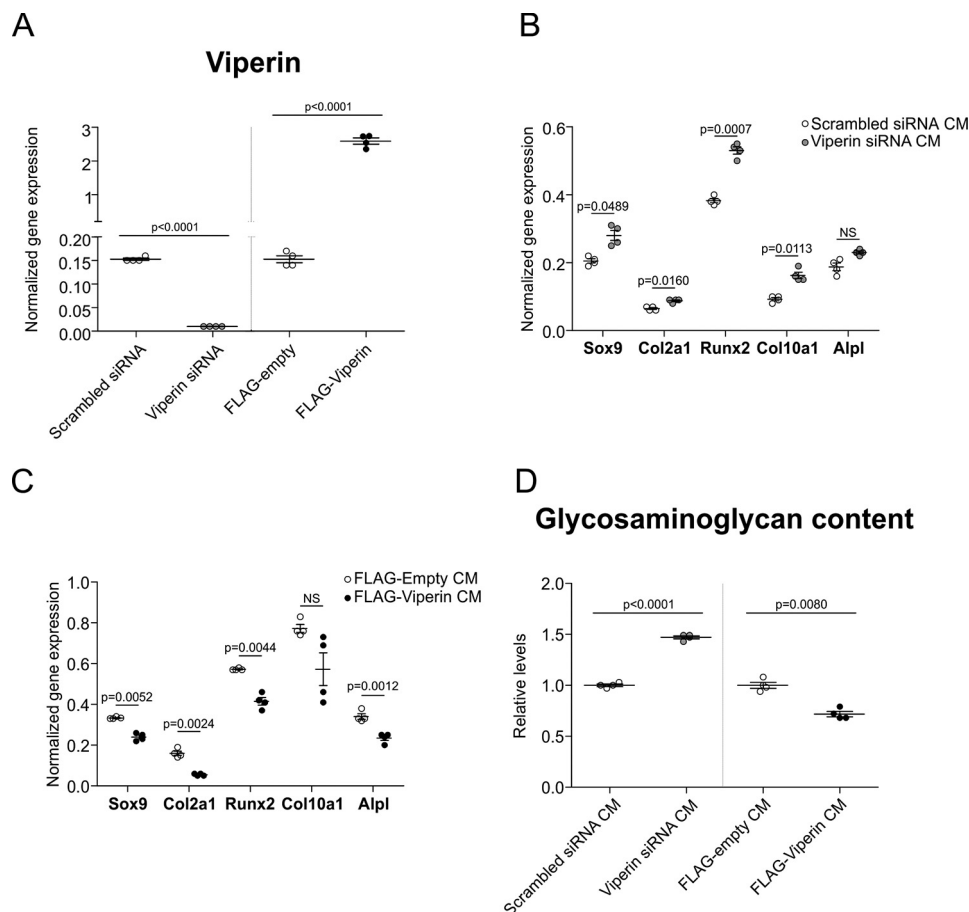 A
Viperin
Normalized gene expression
3
2
1
0.20
0.15
0.10
0.05
0.00
p<0.0001
p<0.0001
Scrambled siRNA
Viperin siRNA
FLAG-empty
FLAG-Viperin
B
Normalized gene expression
0.6
0.4
0.2
0.0
Scrambled siRNA CM
Viperin siRNA CM
p=0.0489
p=0.0160
p=0.0007
p=0.0113
NS
Sox9 Col2a1 Runx2 Col10a1 Alpl
C
Normalized gene expression
1.0
0.8
0.6
0.4
0.2
0.0
FLAG-Empty CM
FLAG-Viperin CM
p=0.0052
p=0.0024
p=0.0044
NS
p=0.0012
Sox9 Col2a1 Runx2 Col10a1 Alpl
D
Glycosaminoglycan content
Relative levels
2.0
1.5
1.0
0.5
0.0
p<0.0001
p=0.0080
Scrambled siRNA CM
Viperin siRNA CM
FLAG-empty CM
FLAG-Viperin CM